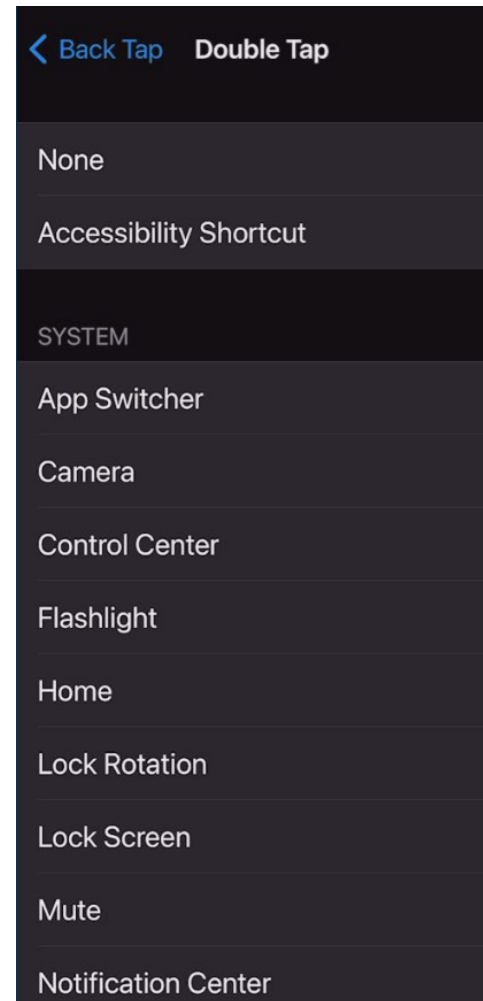 Back Tap Double Tap
None
Accessibility Shortcut
SYSTEM
App Switcher
Camera
Control Center
Flashlight
Home
Lock Rotation
Lock Screen
Mute
Notification Center